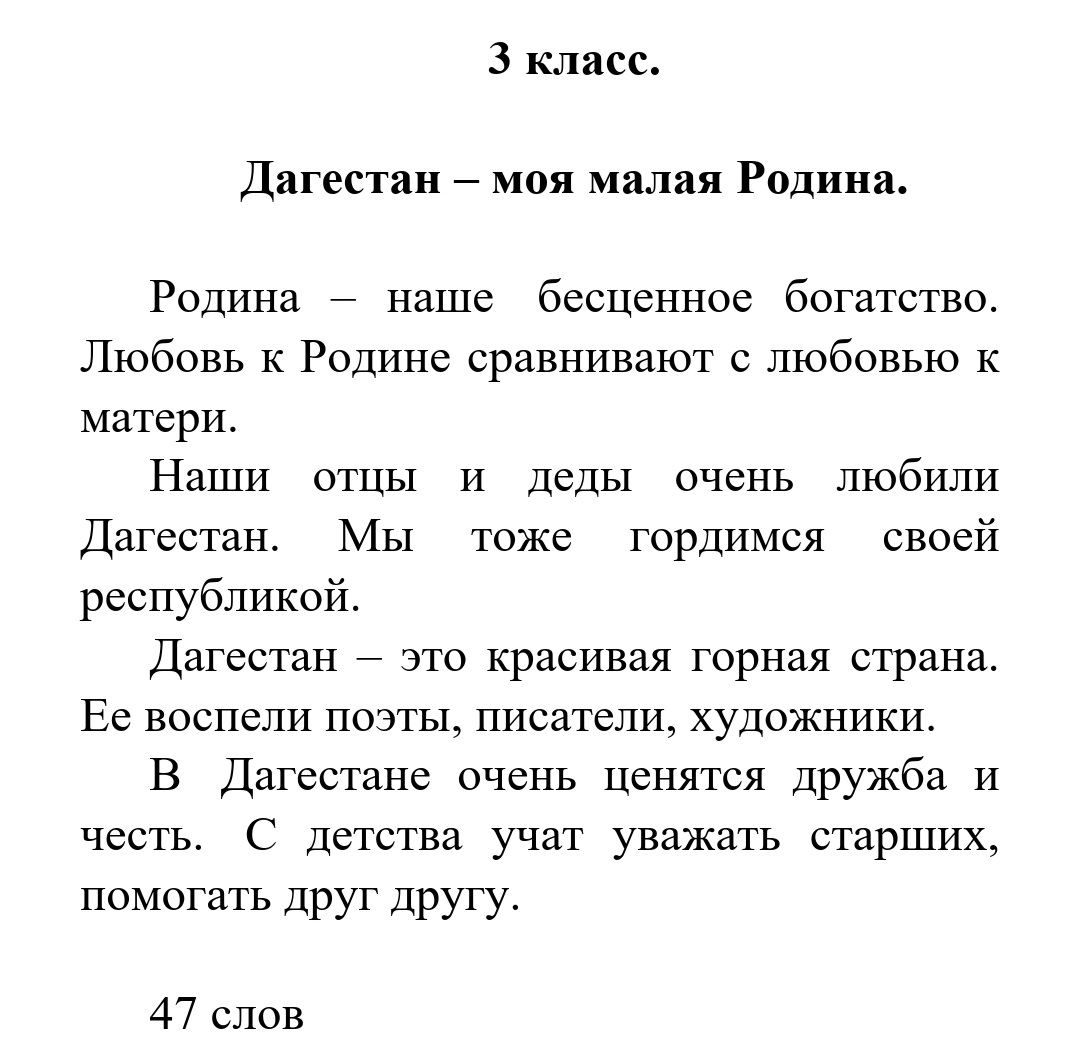 3 класс.
Дагестан – моя малая Родина.
Родина – наше бесценное богатство.
Любовь к Родине сравнивают с любовью к
матери.
Наши отцы и деды очень любили
Дагестан. Мы тоже гордимся своей
республикой.
Дагестан – это красивая горная страна.
Ее воспели поэты, писатели, художники.
В Дагестане очень ценятся дружба и
честь. С детства учат уважать старших,
помогать друг другу.
47 слов